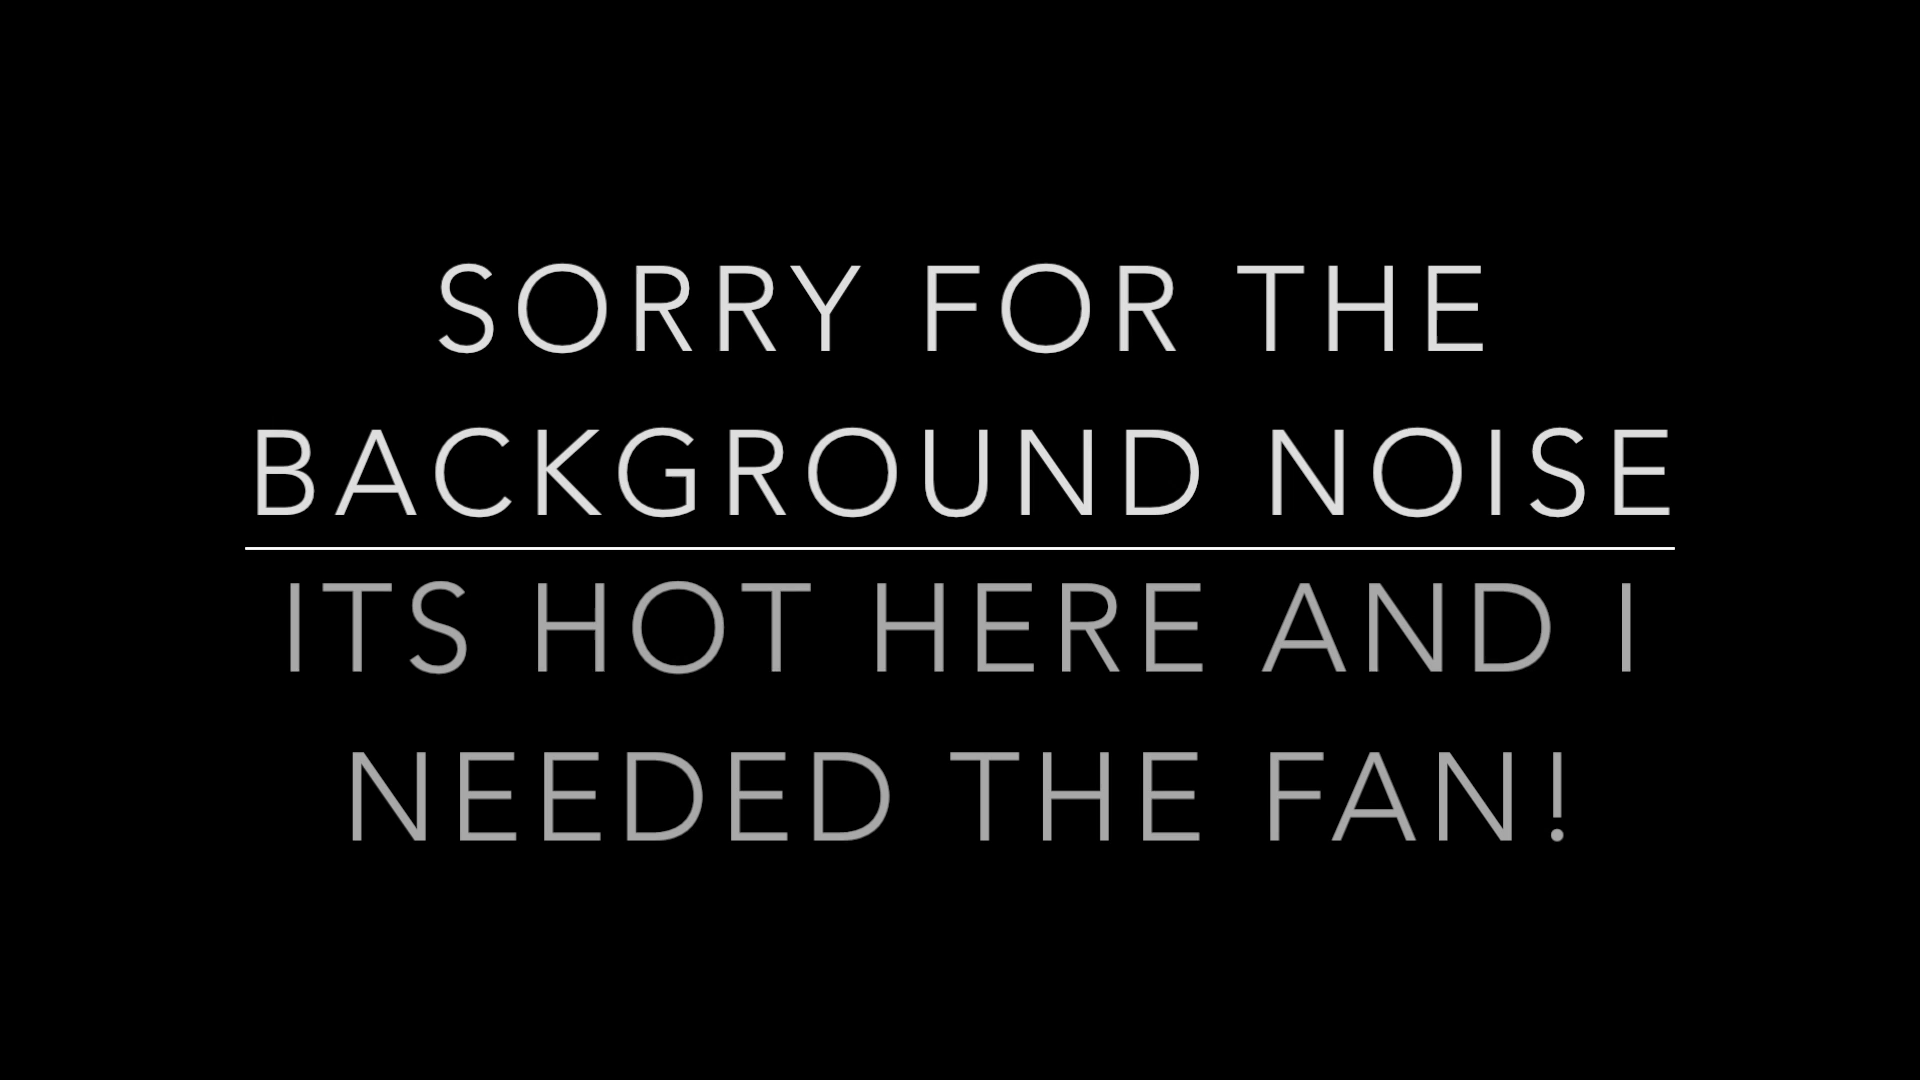 SORRY FOR THE
BACKGROUND NOISE
ITS HOT HERE AND I
NEEDED THE FAN!